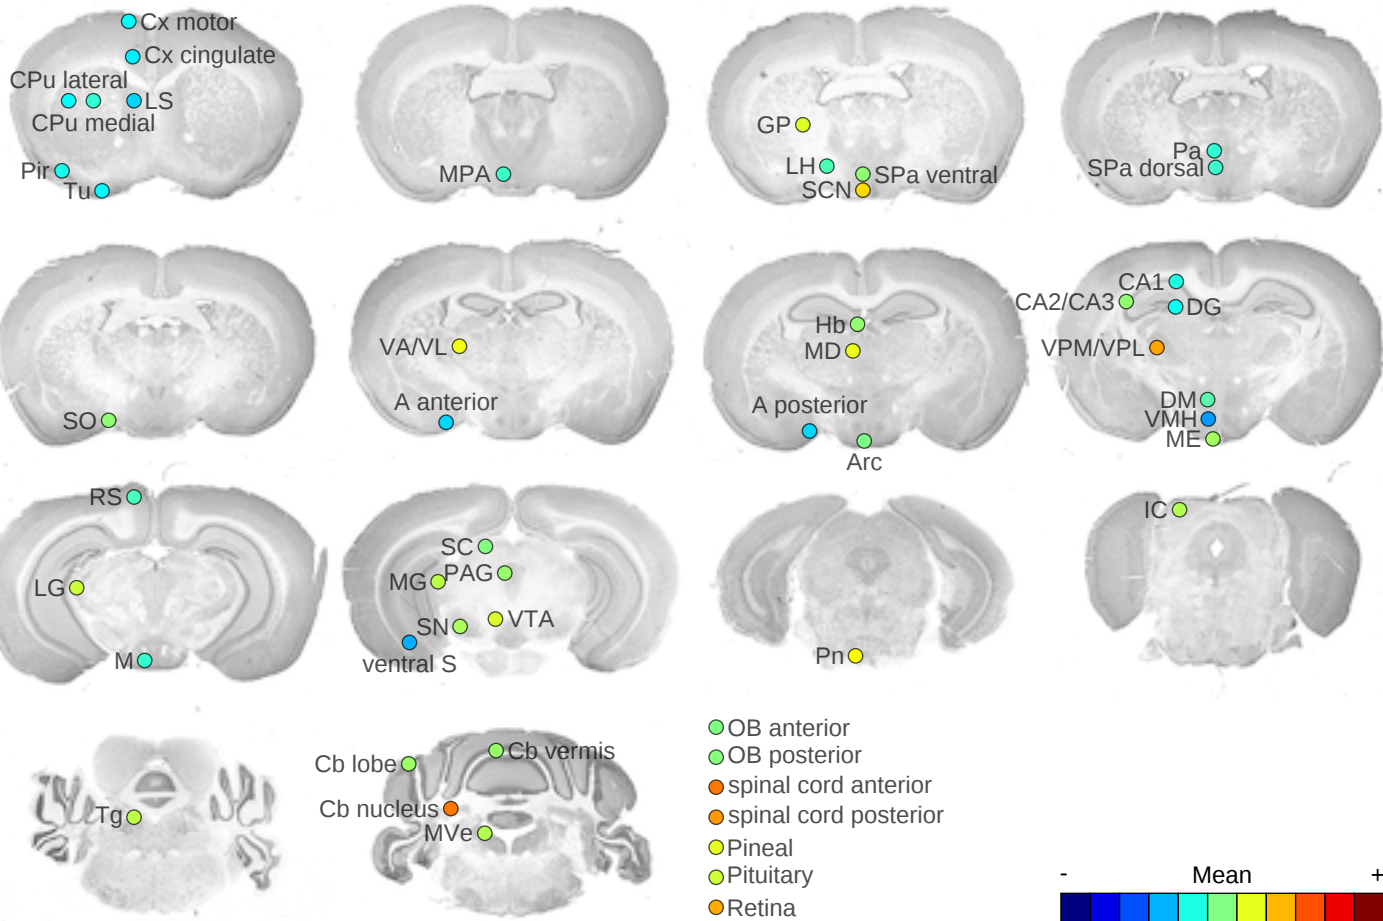 Cx motor
Cx cingulate
CPu lateral
LS
CPu medial
Pir
Tu
MPA
GP
LH
SPa ventral
SCN
Pa
SPa dorsal
SO
VA/VL
A anterior
Hb
MD
A posterior
Arc
CA1
CA2/CA3
DG
VPM/VPL
DM
VMH
ME
RS
LG
M
SC
PAG
MG
VTA
SN
ventral S
Pn
IC
Tg
Cb vermis
Cb lobe
Cb nucleus
MVe
OB anterior
OB posterior
spinal cord anterior
spinal cord posterior
Pineal
Pituitary
Retina
- Mean +